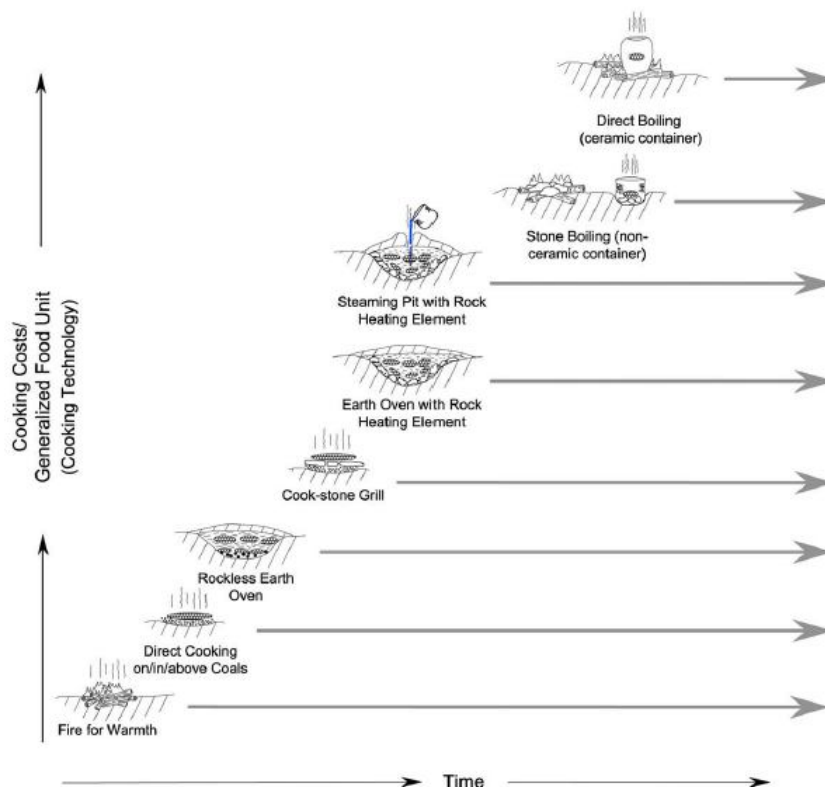 Direct Boiling
(ceramic container)
Stone Boiling (non-
ceramic container)
Steaming Pit with Rock
Heating Element
Cooking Costs/
Generalized Food Unit
(Cooking Technology)
Earth Oven with Rock
Heating Element
Cook-stone Grill
Rockless Earth
Oven
Direct Cooking
on/in/above Coals
Fire for Warmth
Time